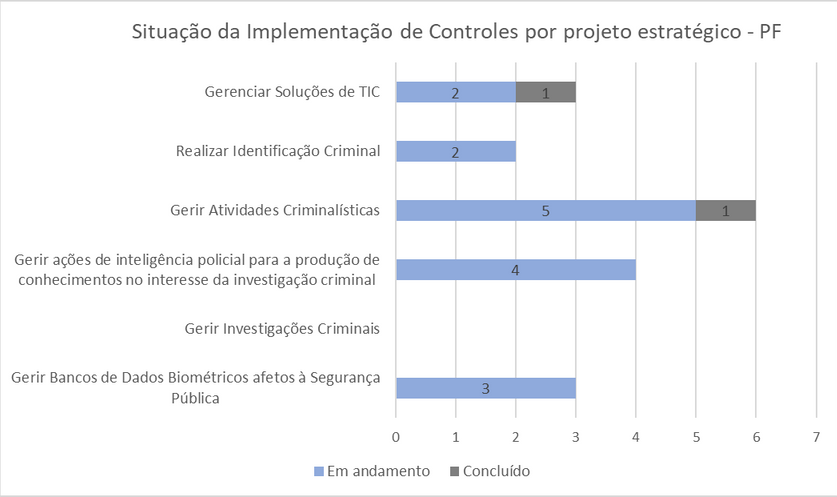 Situação da Implementação de Controles por projeto estratégico - PF
Gerenciar Soluções de TIC
2
1
Realizar Identificação Criminal
2
Gerir Atividades Criminalísticas
5
1
Gerir ações de inteligência policial para a produção de
conhecimentos no interesse da investigação criminal
4
Gerir Investigações Criminais
Gerir Bancos de Dados Biométricos afetos à Segurança
Pública
3
0 1 2 3 4 5 6 7
Em andamento Concluído